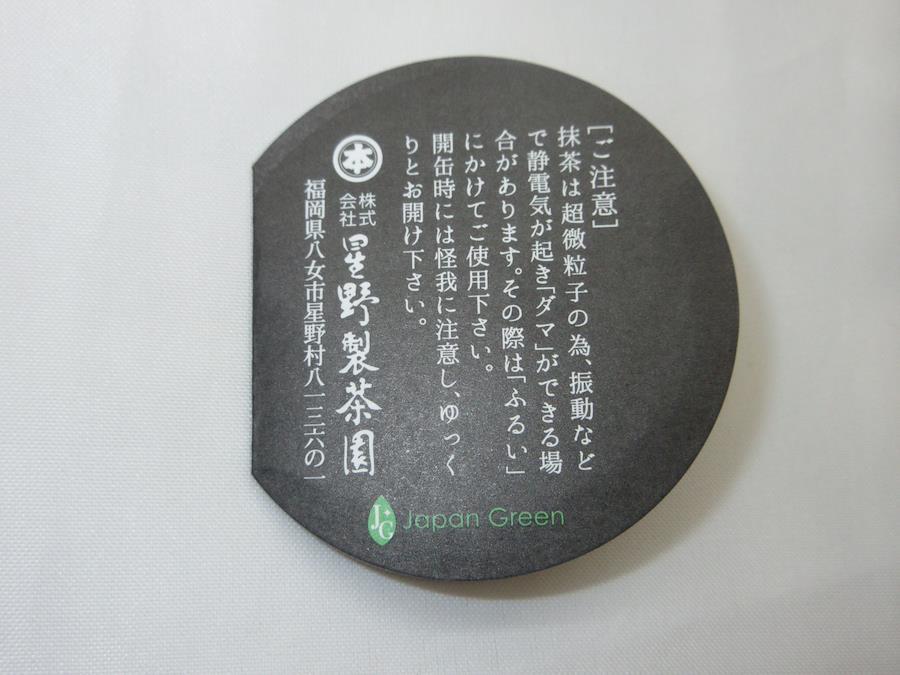 [ご注意]
抹茶は超微粒子の為、振動など
で静電気が起き「ダマ」ができる場
合があります。その際は「ふるい」
にかけてご使用下さい。
開缶時には怪我に注意し、ゆっく
りとお開け下さい。
本
株式会社 星野製茶園
福岡県八女市星野村八一三六の一
JG Japan Green